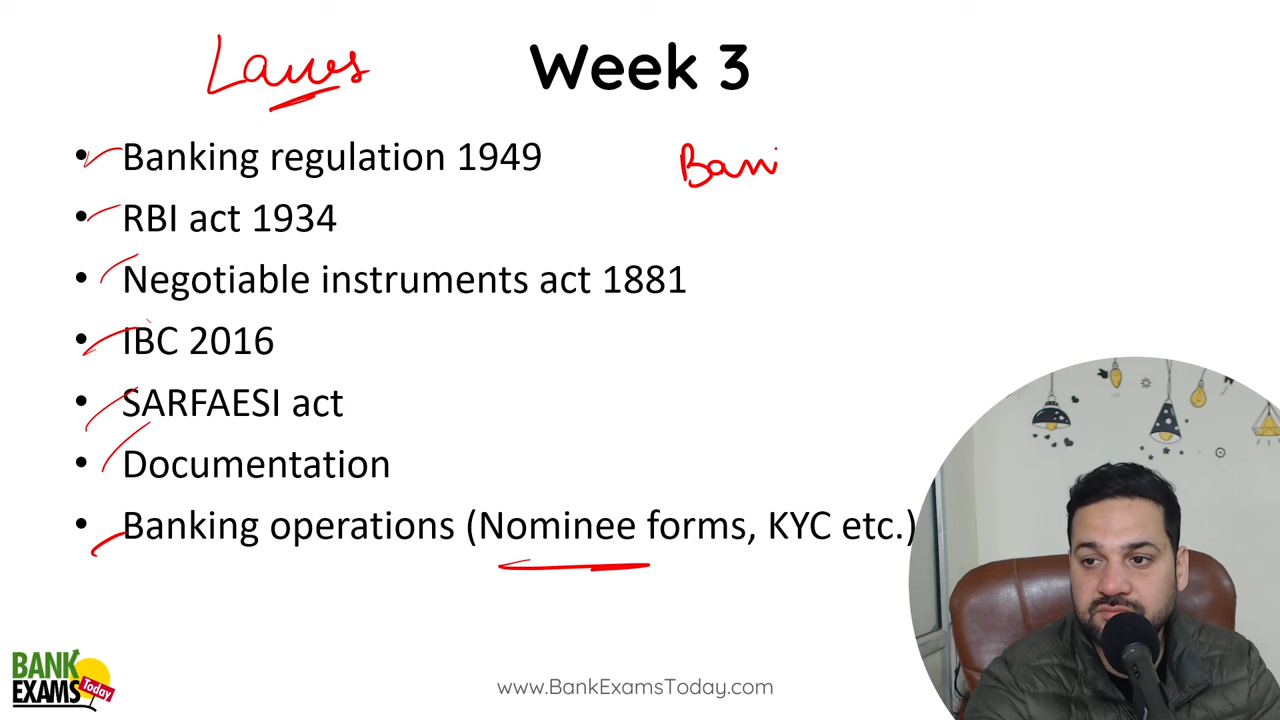 Laws
Week 3
• Banking regulation 1949
Bani
• RBI act 1934
• Negotiable instruments act 1881
• IBC 2016
• SARFAESI act
• Documentation
• Banking operations (Nominee forms, KYC etc.)
BANK
EXAMS
Today
www.BankExamsToday.com